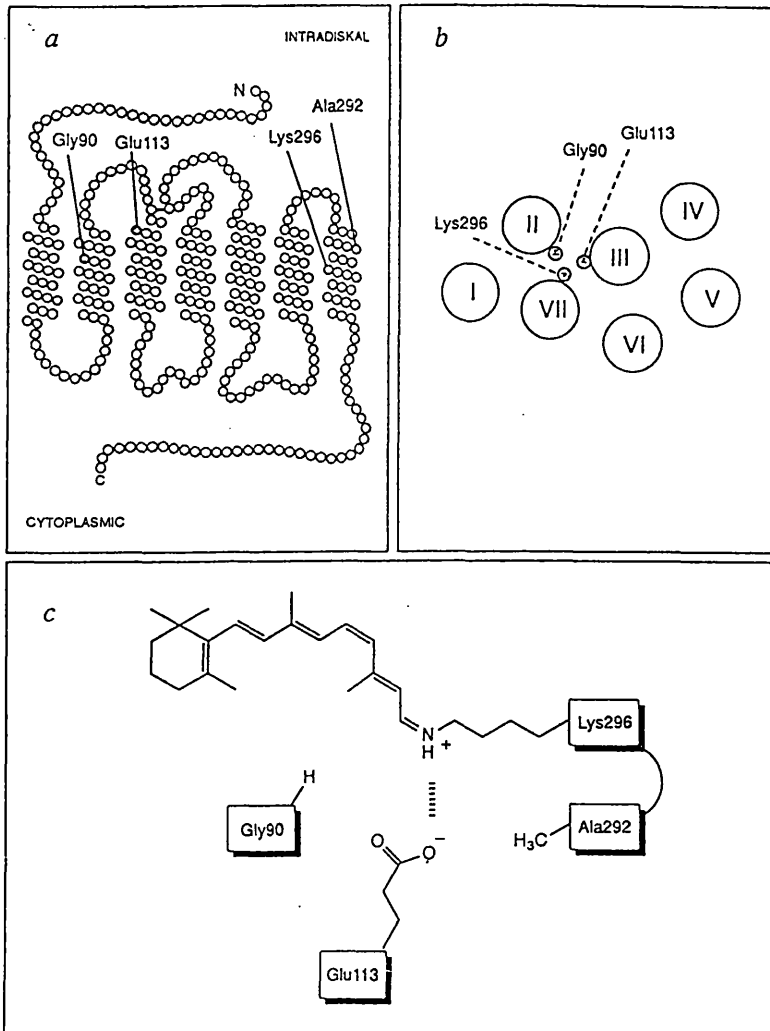 a
INTRADISKAL
N
Ala292
Gly90
Glu113
Lys296
C
CYTOPLASMIC
b
Glu113
Gly90
Lys296
II
IV
III
I
VII
V
VI
c
N
H
+
Lys296
H
Gly90
H₃C
Ala292
O
O
−
Glu113